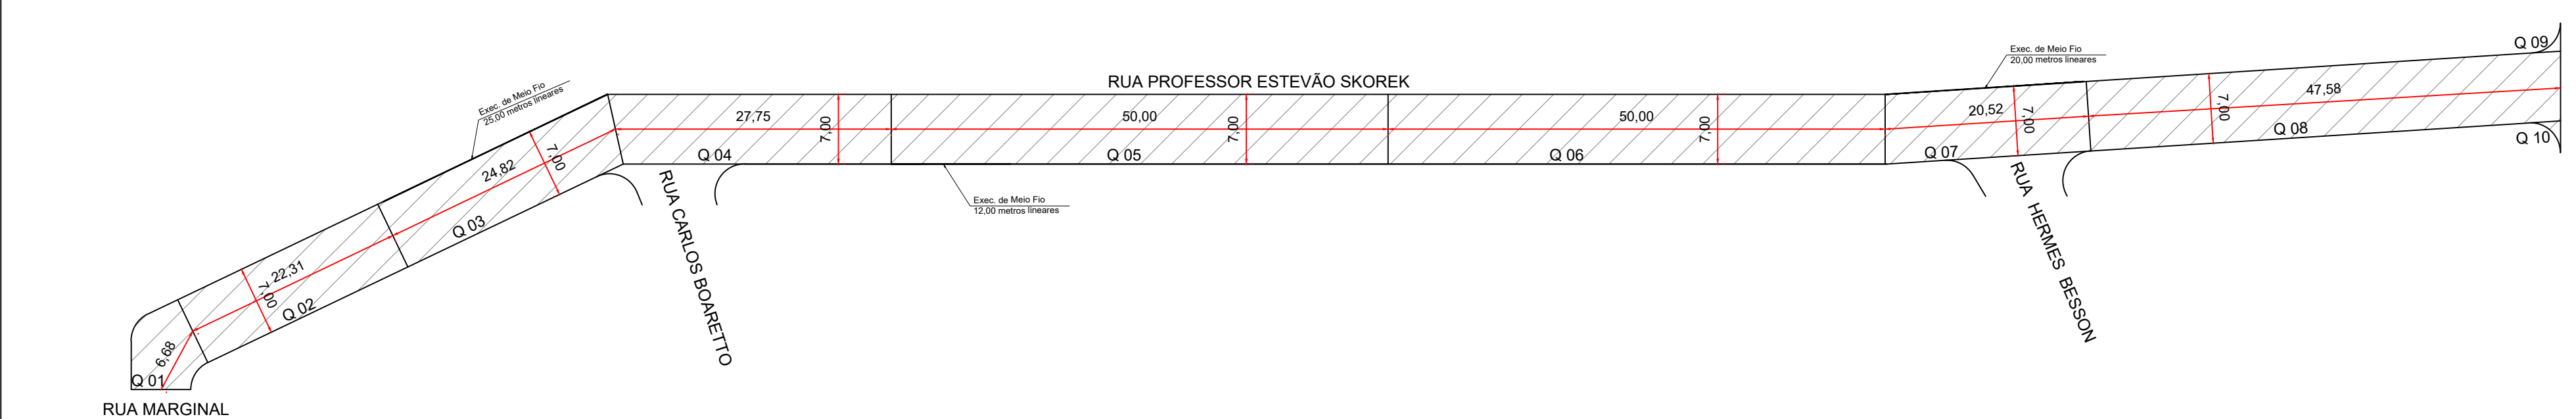 RUA PROFESSOR ESTEVÃO SKOREK
Exec. de Meio Fio
25,00 metros lineares
Exec. de Meio Fio
20,00 metros lineares
Q 09
47,58
7,00
Q 08
Q 10
20,52
7,00
Q 07
50,00
7,00
Q 06
50,00
7,00
Q 05
27,75
7,00
Q 04
24,82
7,00
Q 03
22,31
7,00
Q 02
6,68
Q 01
Exec. de Meio Fio
12,00 metros lineares
RUA CARLOS BOARETTO
RUA HERMES BESSON
RUA MARGINAL